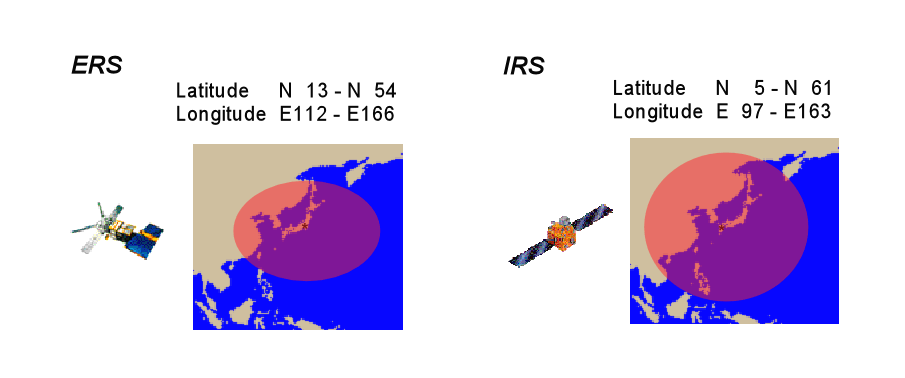 ERS
Latitude N 13 - N 54
Longitude E112 - E166
IRS
Latitude N 5 - N 61
Longitude E 97 - E163